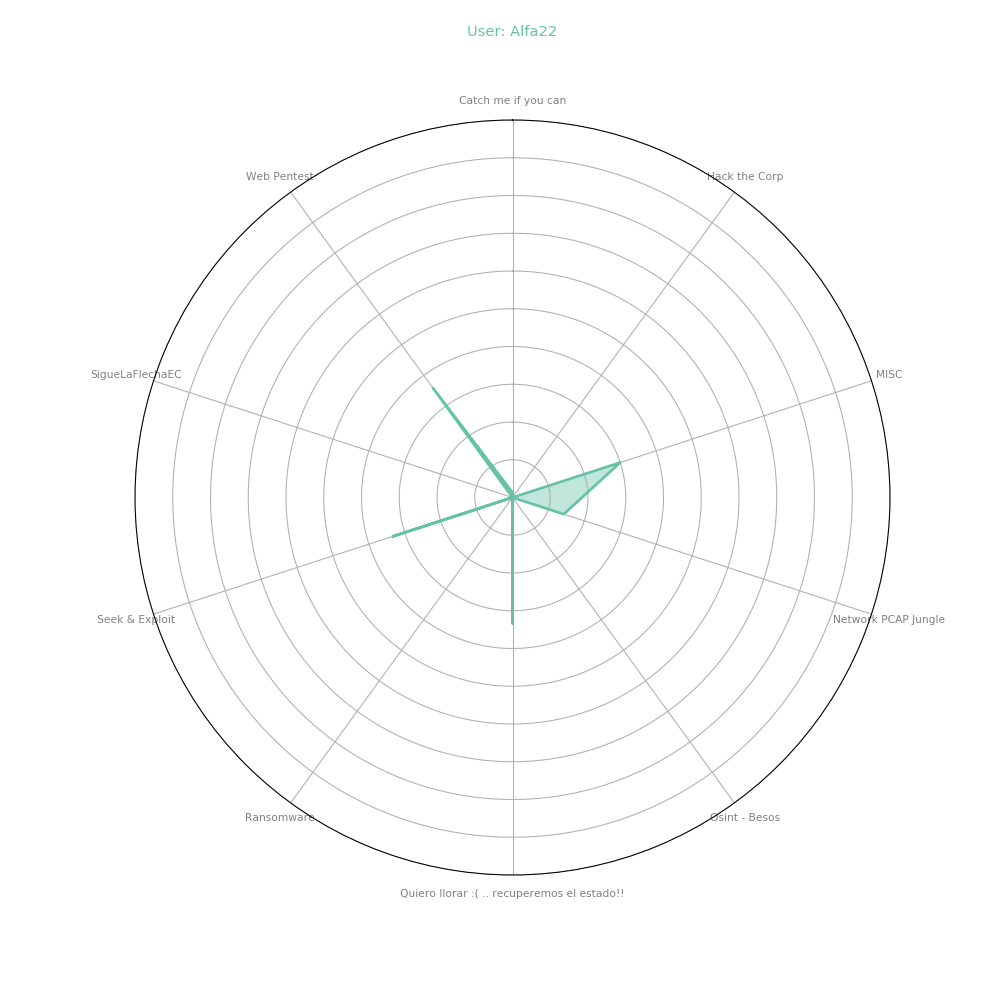 User: Alfa22
Catch me if you can
Web Pentest
Hack the Corp
SigueLaFlechaEC
MISC
Seek & Exploit
Network PCAP Jungle
Ransomware
Osint - Besos
Quiero llorar :( .. recuperemos el estado!!